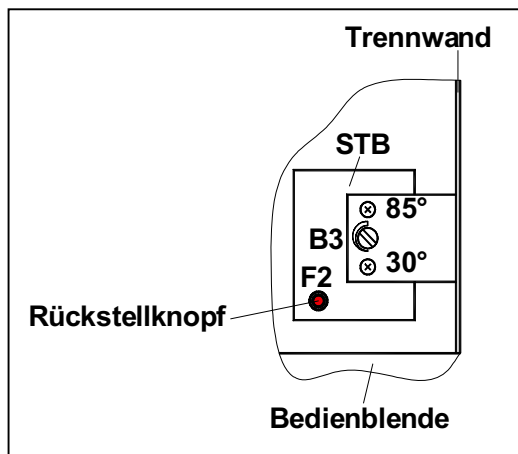 Trennwand
STB
85°
B3
30°
F2
Rückstellknopf
Bedienblende